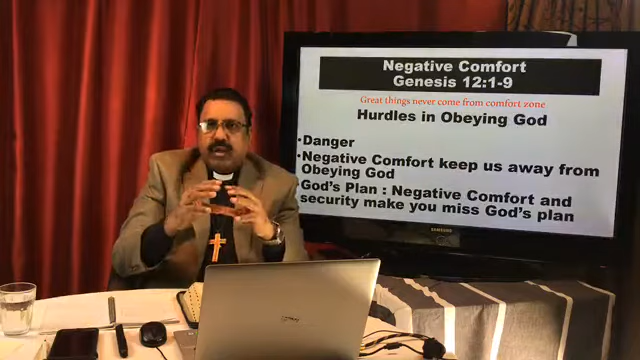 Negative Comfort
Genesis 12:1-9
Great things never come from comfort zone
Hurdles in Obeying God
•Danger
•Negative Comfort keep us away from
Obeying God
•God's Plan : Negative Comfort and
security make you miss God's plan
SAMSUNG